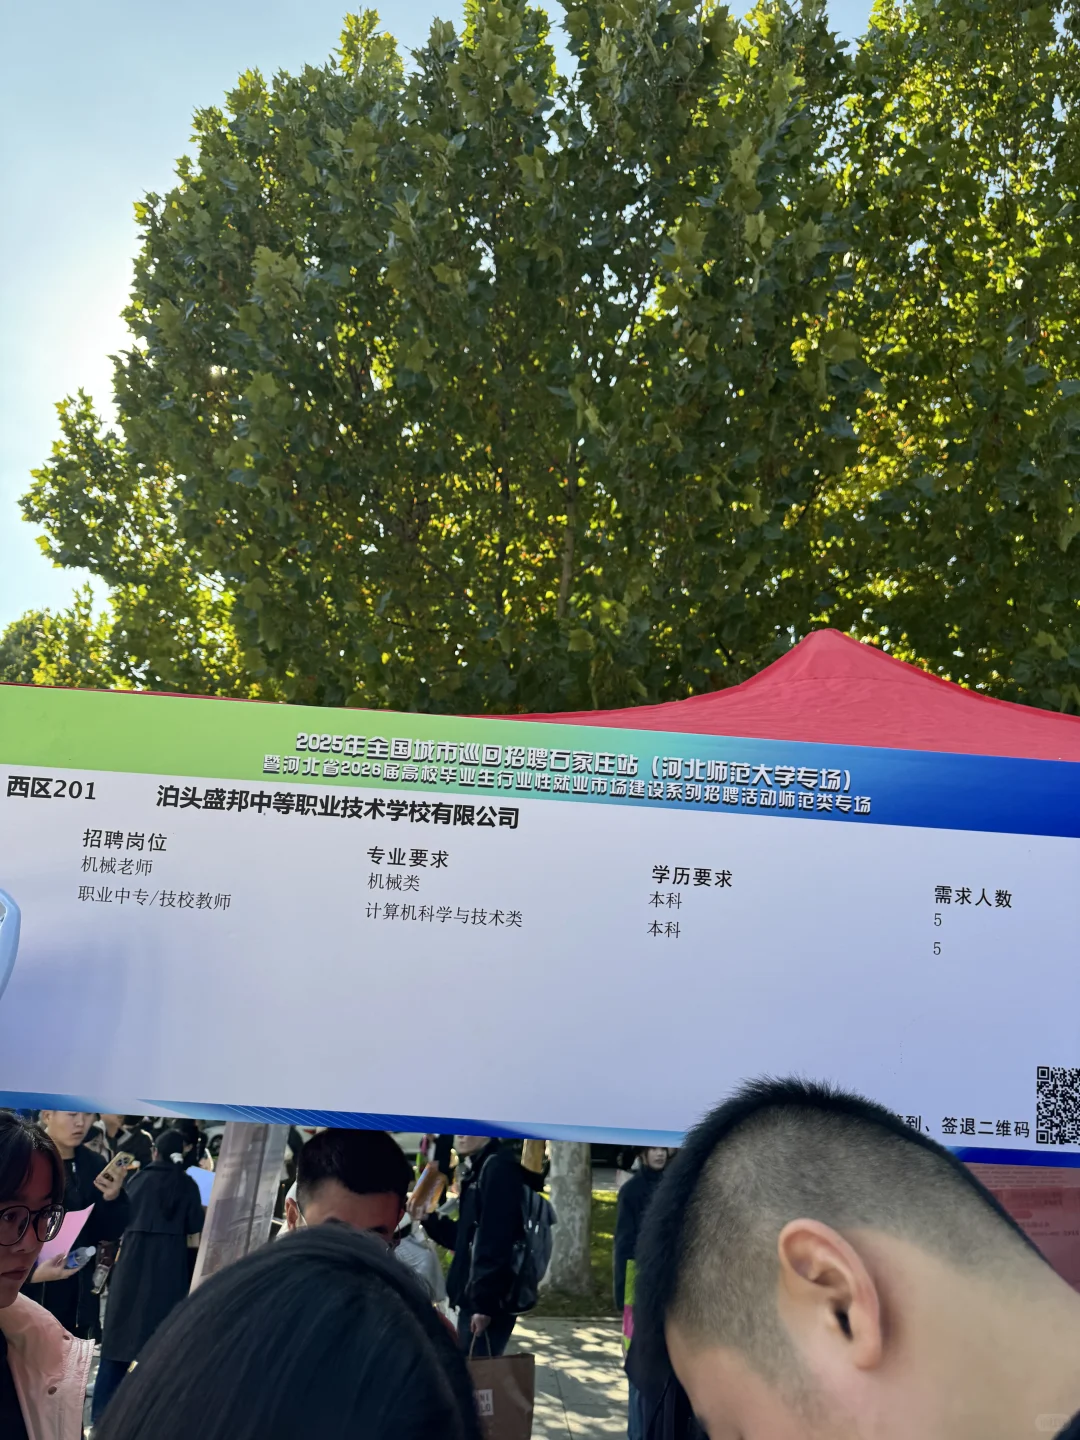 2025年全国城市巡回招聘石家庄站（河北师范大学专场）
暨河北省2026届高校毕业生行业性就业市场建设系列招聘活动师范类专场
西区201 泊头盛邦中等职业技术学校有限公司
招聘岗位 专业要求 学历要求 需求人数
机械老师 机械类 本科 5
职业中专/技校教师 计算机科学与技术类 本科 5
到、签退二维码